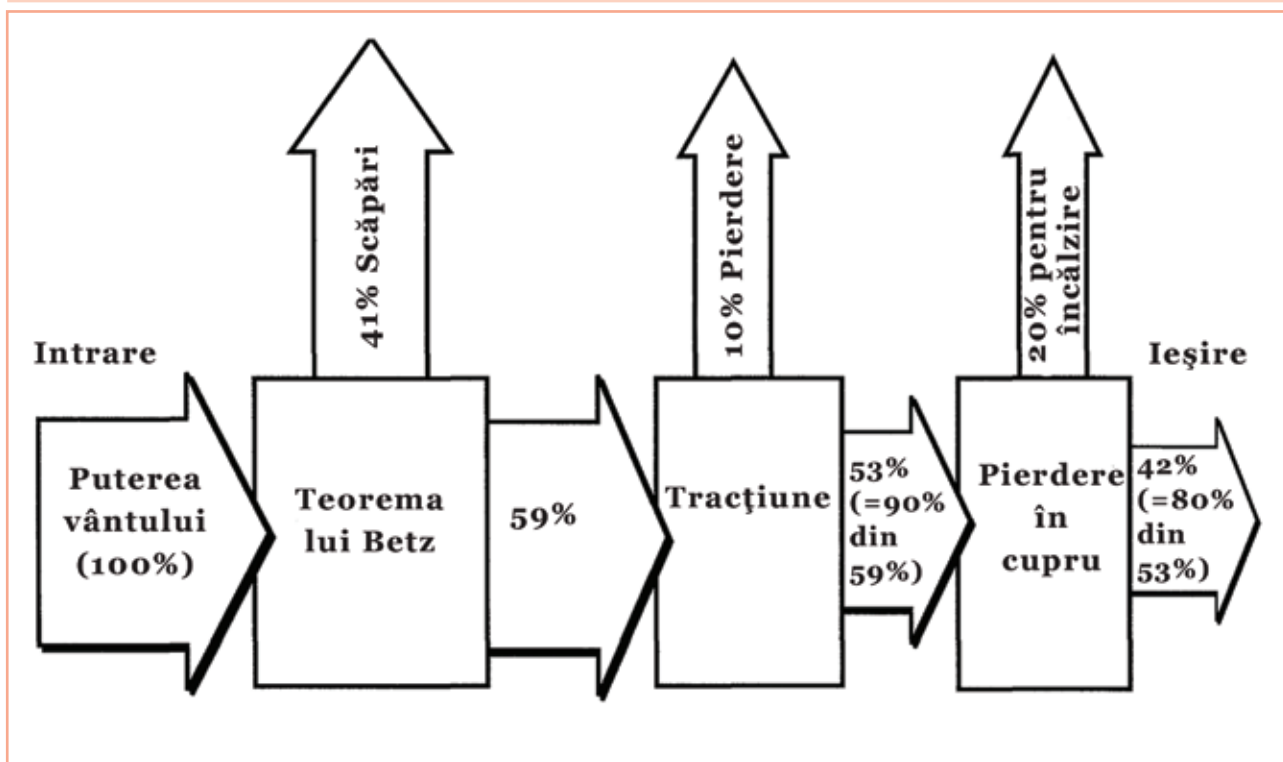 41% Scăpări
10% Pierdere
20% pentru
încălzire
Intrare
Ieşire
Puterea
vântului
(100%)
Teorema
lui Betz
59%
Tracţiune
53%
(=90%
din
59%)
Pierdere
în
cupru
42%
(=80%
din
53%)